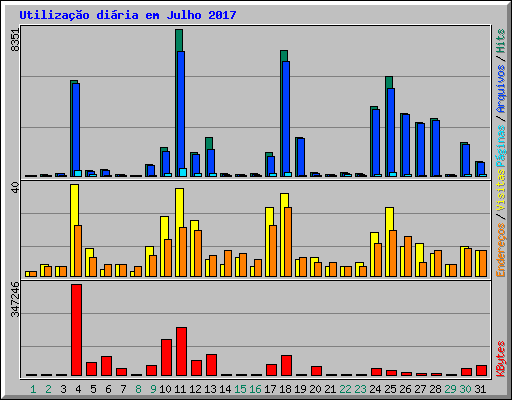 Utilização diária em Julho 2017
8351
40
347246
KBytes
Endereços / Visitas
Páginas / Arquivos / Hits
1 2 3 4 5 6 7 8 9 10 11 12 13 14 15 16 17 18 19 20 21 22 23 24 25 26 27 28 29 30 31